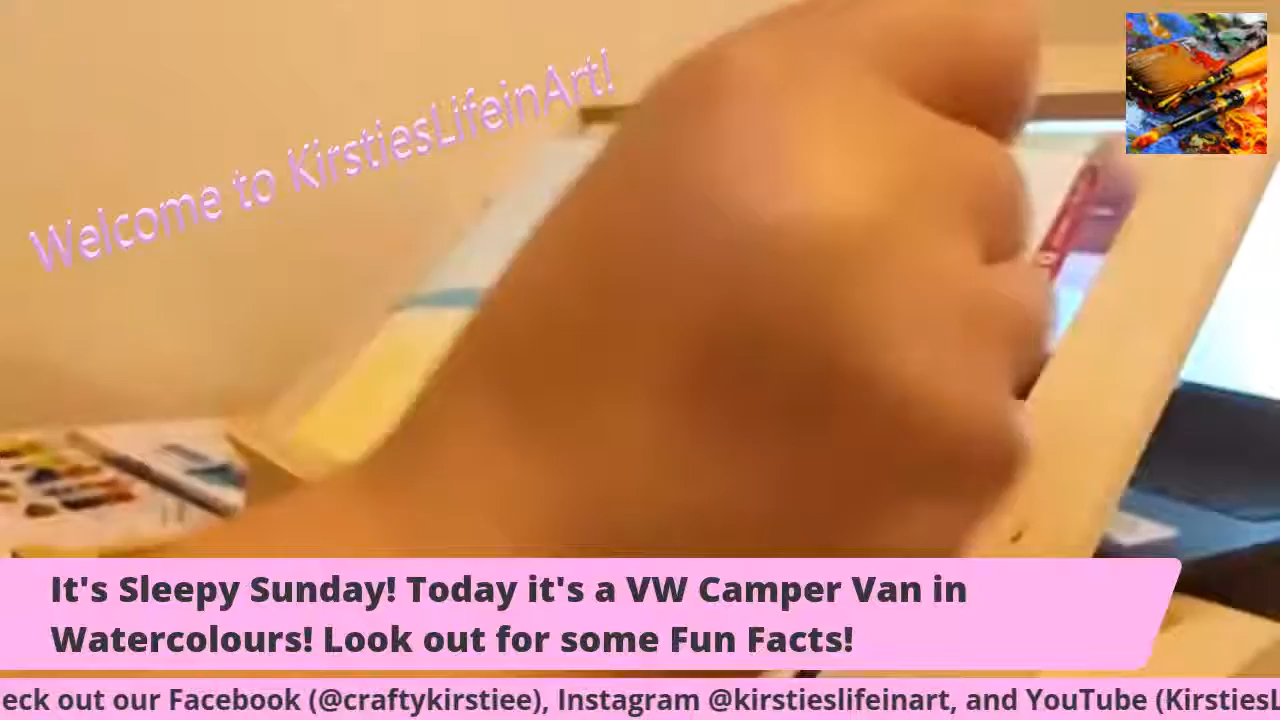 Welcome to KirstiesLifeinArt!
It's Sleepy Sunday! Today it's a VW Camper Van in
Watercolours! Look out for some Fun Facts!
eck out our Facebook (@craftykirstiee), Instagram @kirstieslifeinart, and YouTube (KirstiesL